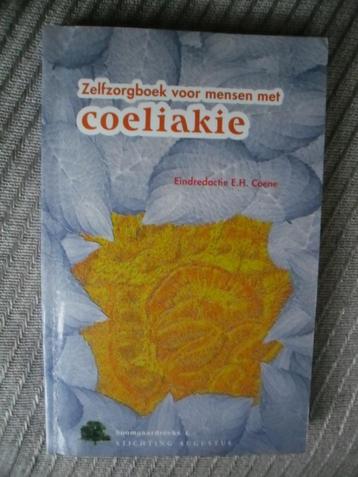 Zelfzorgboek voor mensen met
coeliakie
Eindredactie E.H. Coene
boomgaardreeks
STICHTING AUGUSTUS